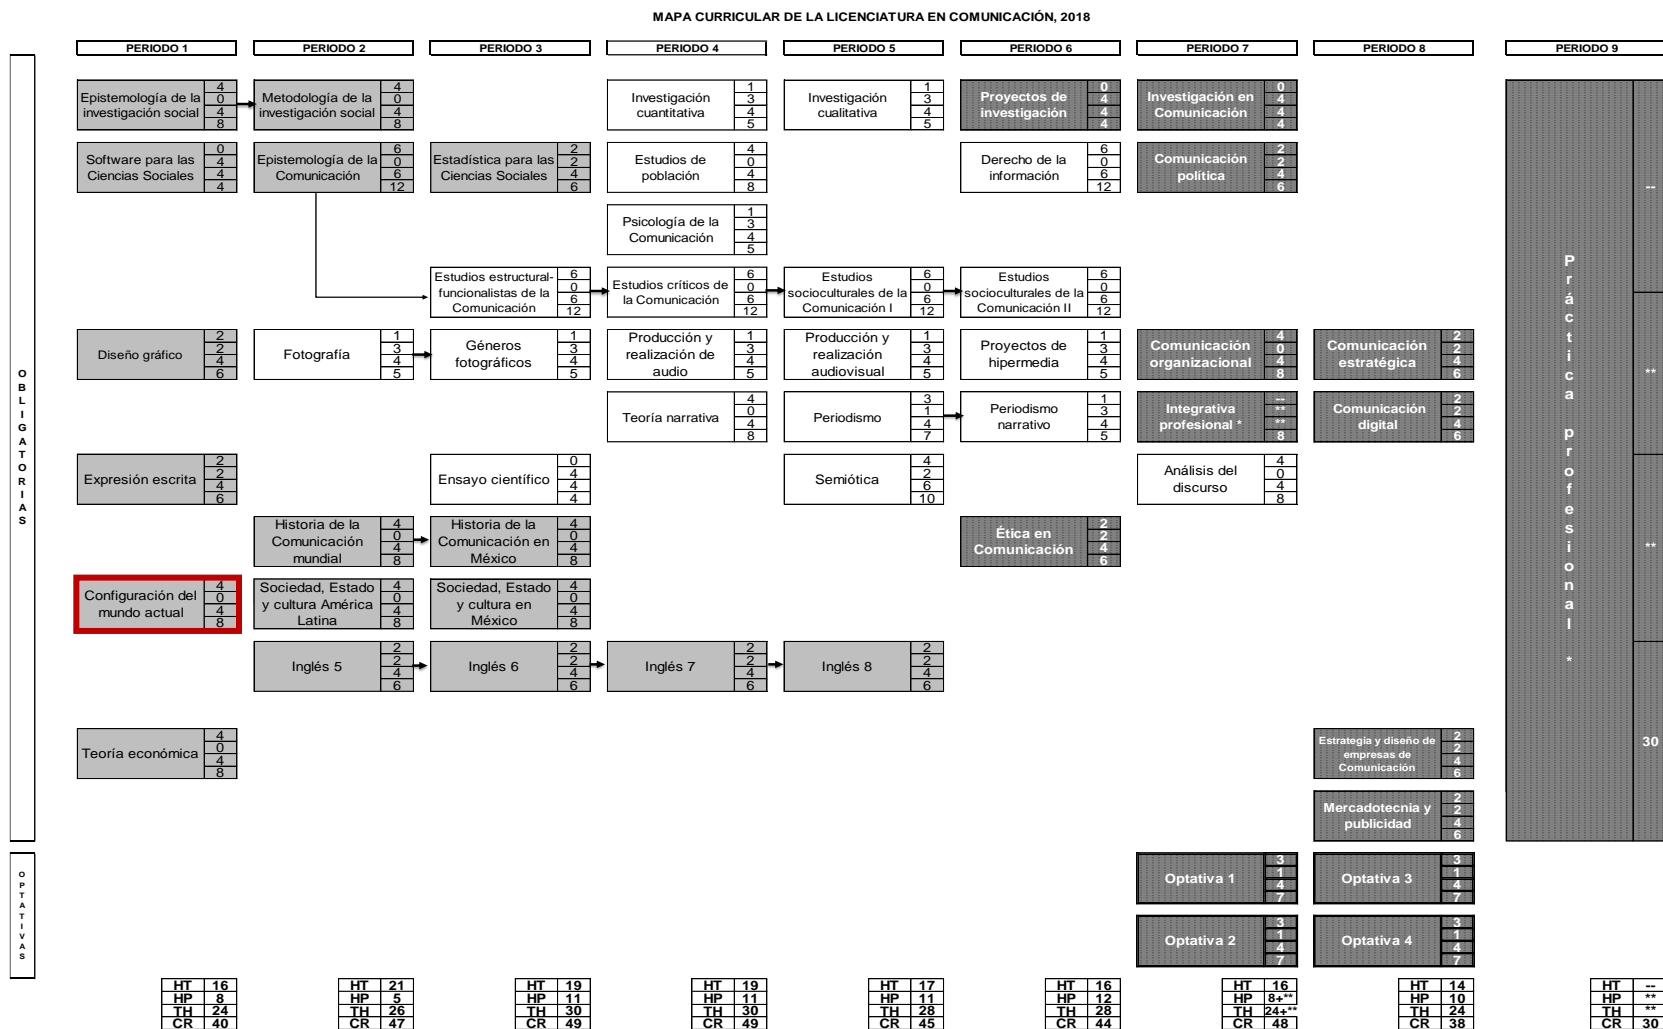 MAPA CURRICULAR DE LA LICENCIATURA EN COMUNICACIÓN, 2018
PERIODO 1
PERIODO 2
PERIODO 3
PERIODO 4
PERIODO 5
PERIODO 6
PERIODO 7
PERIODO 8
PERIODO 9
OBLIGATORIAS
Epistemología de la
investigación social
4
0
4
8
Metodología de la
investigación social
4
0
4
8
Investigación
cuantitativa
1
3
4
5
Investigación
cualitativa
1
3
4
5
Proyectos de
investigación
0
4
4
4
Investigación en
Comunicación
0
4
4
4
Software para las
Ciencias Sociales
0
4
4
4
Epistemología de la
Comunicación
6
0
6
12
Estadística para las
Ciencias Sociales
2
2
4
6
Estudios de
población
4
0
4
8
Derecho de la
información
6
0
6
12
Comunicación
política
2
2
4
6
Psicología de la
Comunicación
1
3
4
5
Estudios estructural-
funcionalistas de la
Comunicación
6
0
6
12
Estudios críticos de
la Comunicación
6
0
6
12
Estudios
socioculturales de la
Comunicación I
6
0
6
12
Estudios
socioculturales de la
Comunicación II
6
0
6
12
Diseño gráfico
2
2
4
6
Fotografía
1
3
4
5
Géneros
fotográficos
1
3
4
5
Producción y
realización de
audio
1
3
4
5
Producción y
realización
audiovisual
1
3
4
5
Proyectos de
hipermedia
1
3
4
5
Comunicación
organizacional
4
0
4
8
Comunicación
estratégica
2
2
4
6
Teoría narrativa
4
0
4
8
Periodismo
3
1
4
7
Periodismo
narrativo
1
3
4
5
Integrativa
profesional *
--
**
**
8
Comunicación
digital
2
2
4
6
Expresión escrita
2
2
4
6
Ensayo científico
0
4
4
4
Semiótica
4
2
6
10
Análisis del
discurso
4
0
4
8
Historia de la
Comunicación
mundial
4
0
4
8
Historia de la
Comunicación en
México
4
0
4
8
Ética en
Comunicación
2
2
4
6
Configuración del
mundo actual
4
0
4
8
Sociedad, Estado
y cultura América
Latina
4
0
4
8
Sociedad, Estado
y cultura en
México
4
0
4
8
Inglés 5
2
2
4
6
Inglés 6
2
2
4
6
Inglés 7
2
2
4
6
Inglés 8
2
2
4
6
Teoría económica
4
0
4
8
Estrategia y diseño de
empresas de
Comunicación
2
2
4
6
Mercadotecnia y
publicidad
2
2
4
6
Práctica profesional *
--
**
**
30
OPTATIVAS
Optativa 1
3
1
4
7
Optativa 3
3
1
4
7
Optativa 2
3
1
4
7
Optativa 4
3
1
4
7
HT 16
HP 8
TH 24
CR 40
HT 21
HP 5
TH 26
CR 47
HT 19
HP 11
TH 30
CR 49
HT 19
HP 11
TH 30
CR 49
HT 17
HP 11
TH 28
CR 45
HT 16
HP 12
TH 28
CR 44
HT 16
HP 8+**
TH 24+**
CR 48
HT 14
HP 10
TH 24
CR 38
HT --
HP **
TH **
CR 30